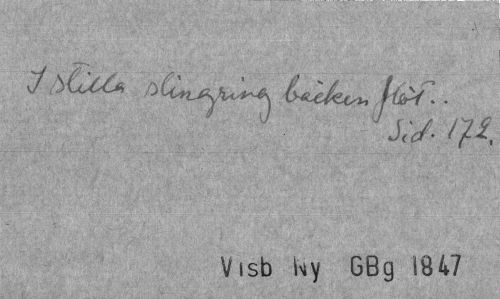 I stilla slingring bäcken flöt..
Sid. 172.
Visb Ny GBg 1847